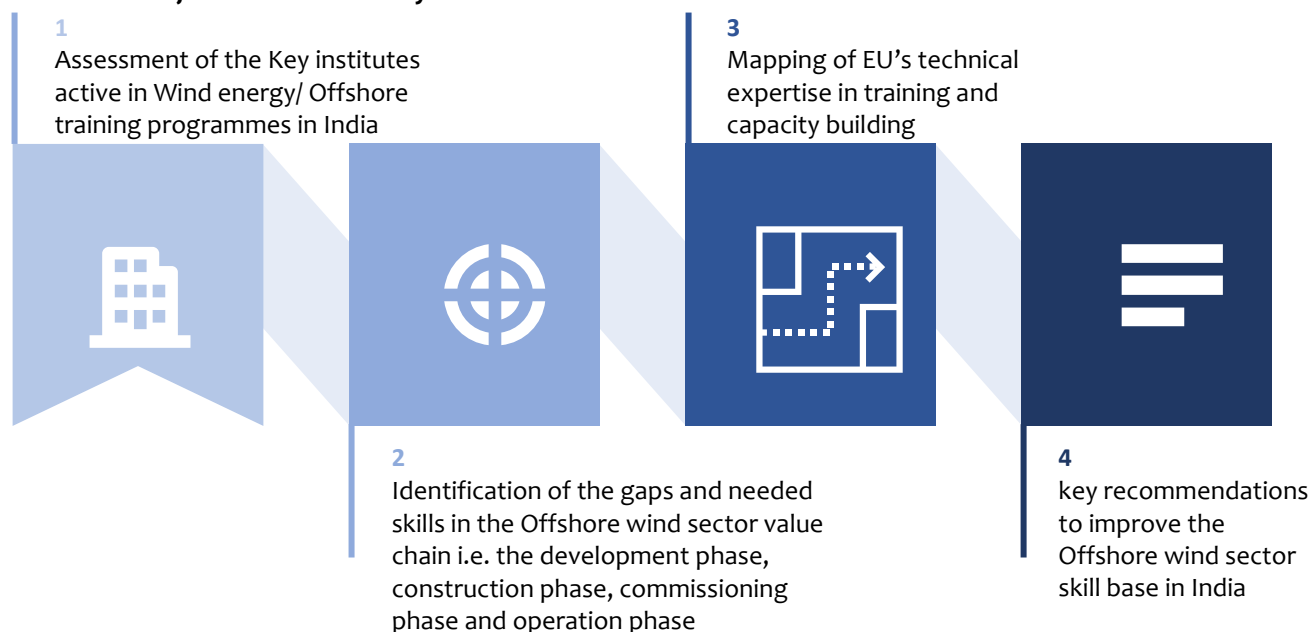 1
Assessment of the Key institutes
active in Wind energy/ Offshore
training programmes in India
3
Mapping of EU's technical
expertise in training and
capacity building
2
Identification of the gaps and needed
skills in the Offshore wind sector value
chain i.e. the development phase,
construction phase, commissioning
phase and operation phase
4
key recommendations
to improve the
Offshore wind sector
skill base in India